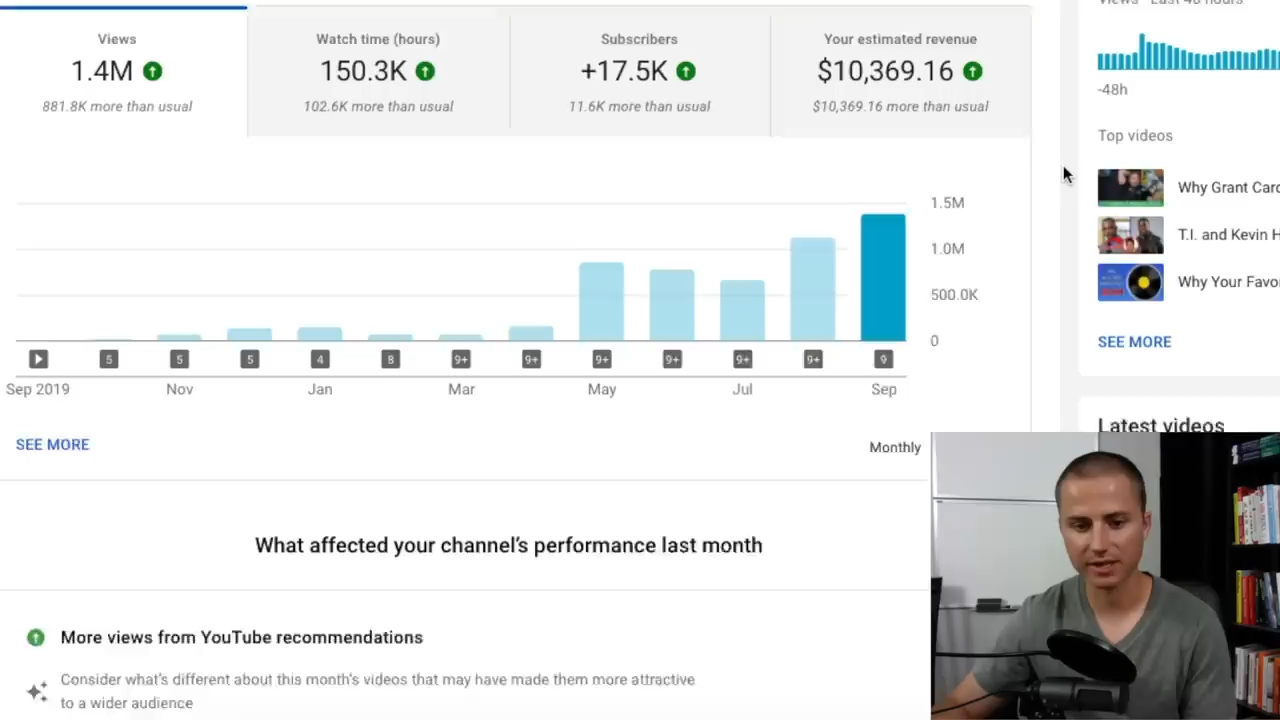 Views
1.4M
881.8K more than usual
Watch time (hours)
150.3K
102.6K more than usual
Subscribers
+17.5K
11.6K more than usual
Your estimated revenue
$10,369.16
$10,369.16 more than usual
1.5M
1.0M
500.0K
0
5
5
5
4
8
9+
9+
9+
9+
9+
9+
9
Sep 2019
Nov
Jan
Mar
May
Jul
Sep
SEE MORE
Monthly
What affected your channel's performance last month
More views from YouTube recommendations
Consider what's different about this month's videos that may have made them more attractive
to a wider audience
Views · Last 48 hours
-48h
Top videos
Why Grant
T.I. and Kevin
Why Your
SEE MORE
Latest videos